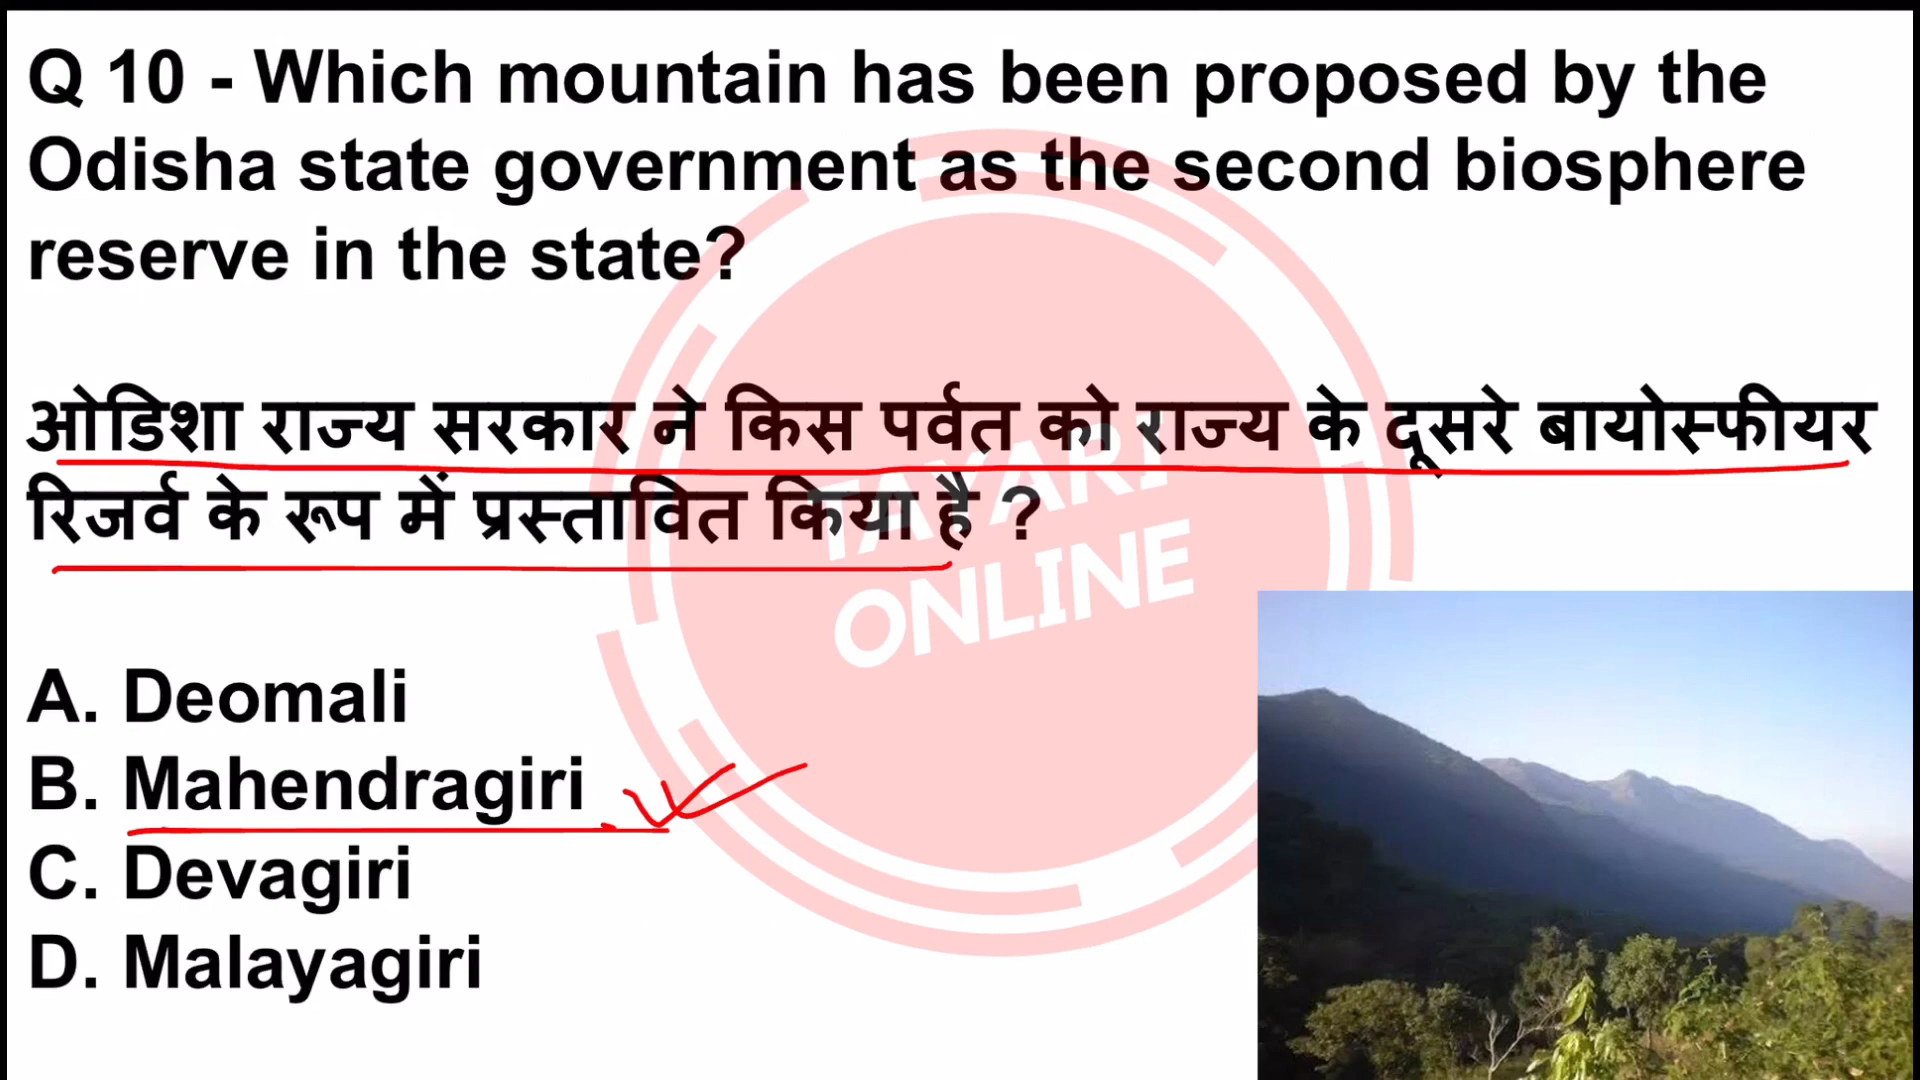 Q 10 - Which mountain has been proposed by the
Odisha state government as the second biosphere
reserve in the state?
ओडिशा राज्य सरकार ने किस पर्वत को राज्य के दूसरे बायोस्फीयर
रिजर्व के रूप में प्रस्तावित किया है ?
TAYARI
ONLINE
A. Deomali
B. Mahendragiri
C. Devagiri
D. Malayagiri